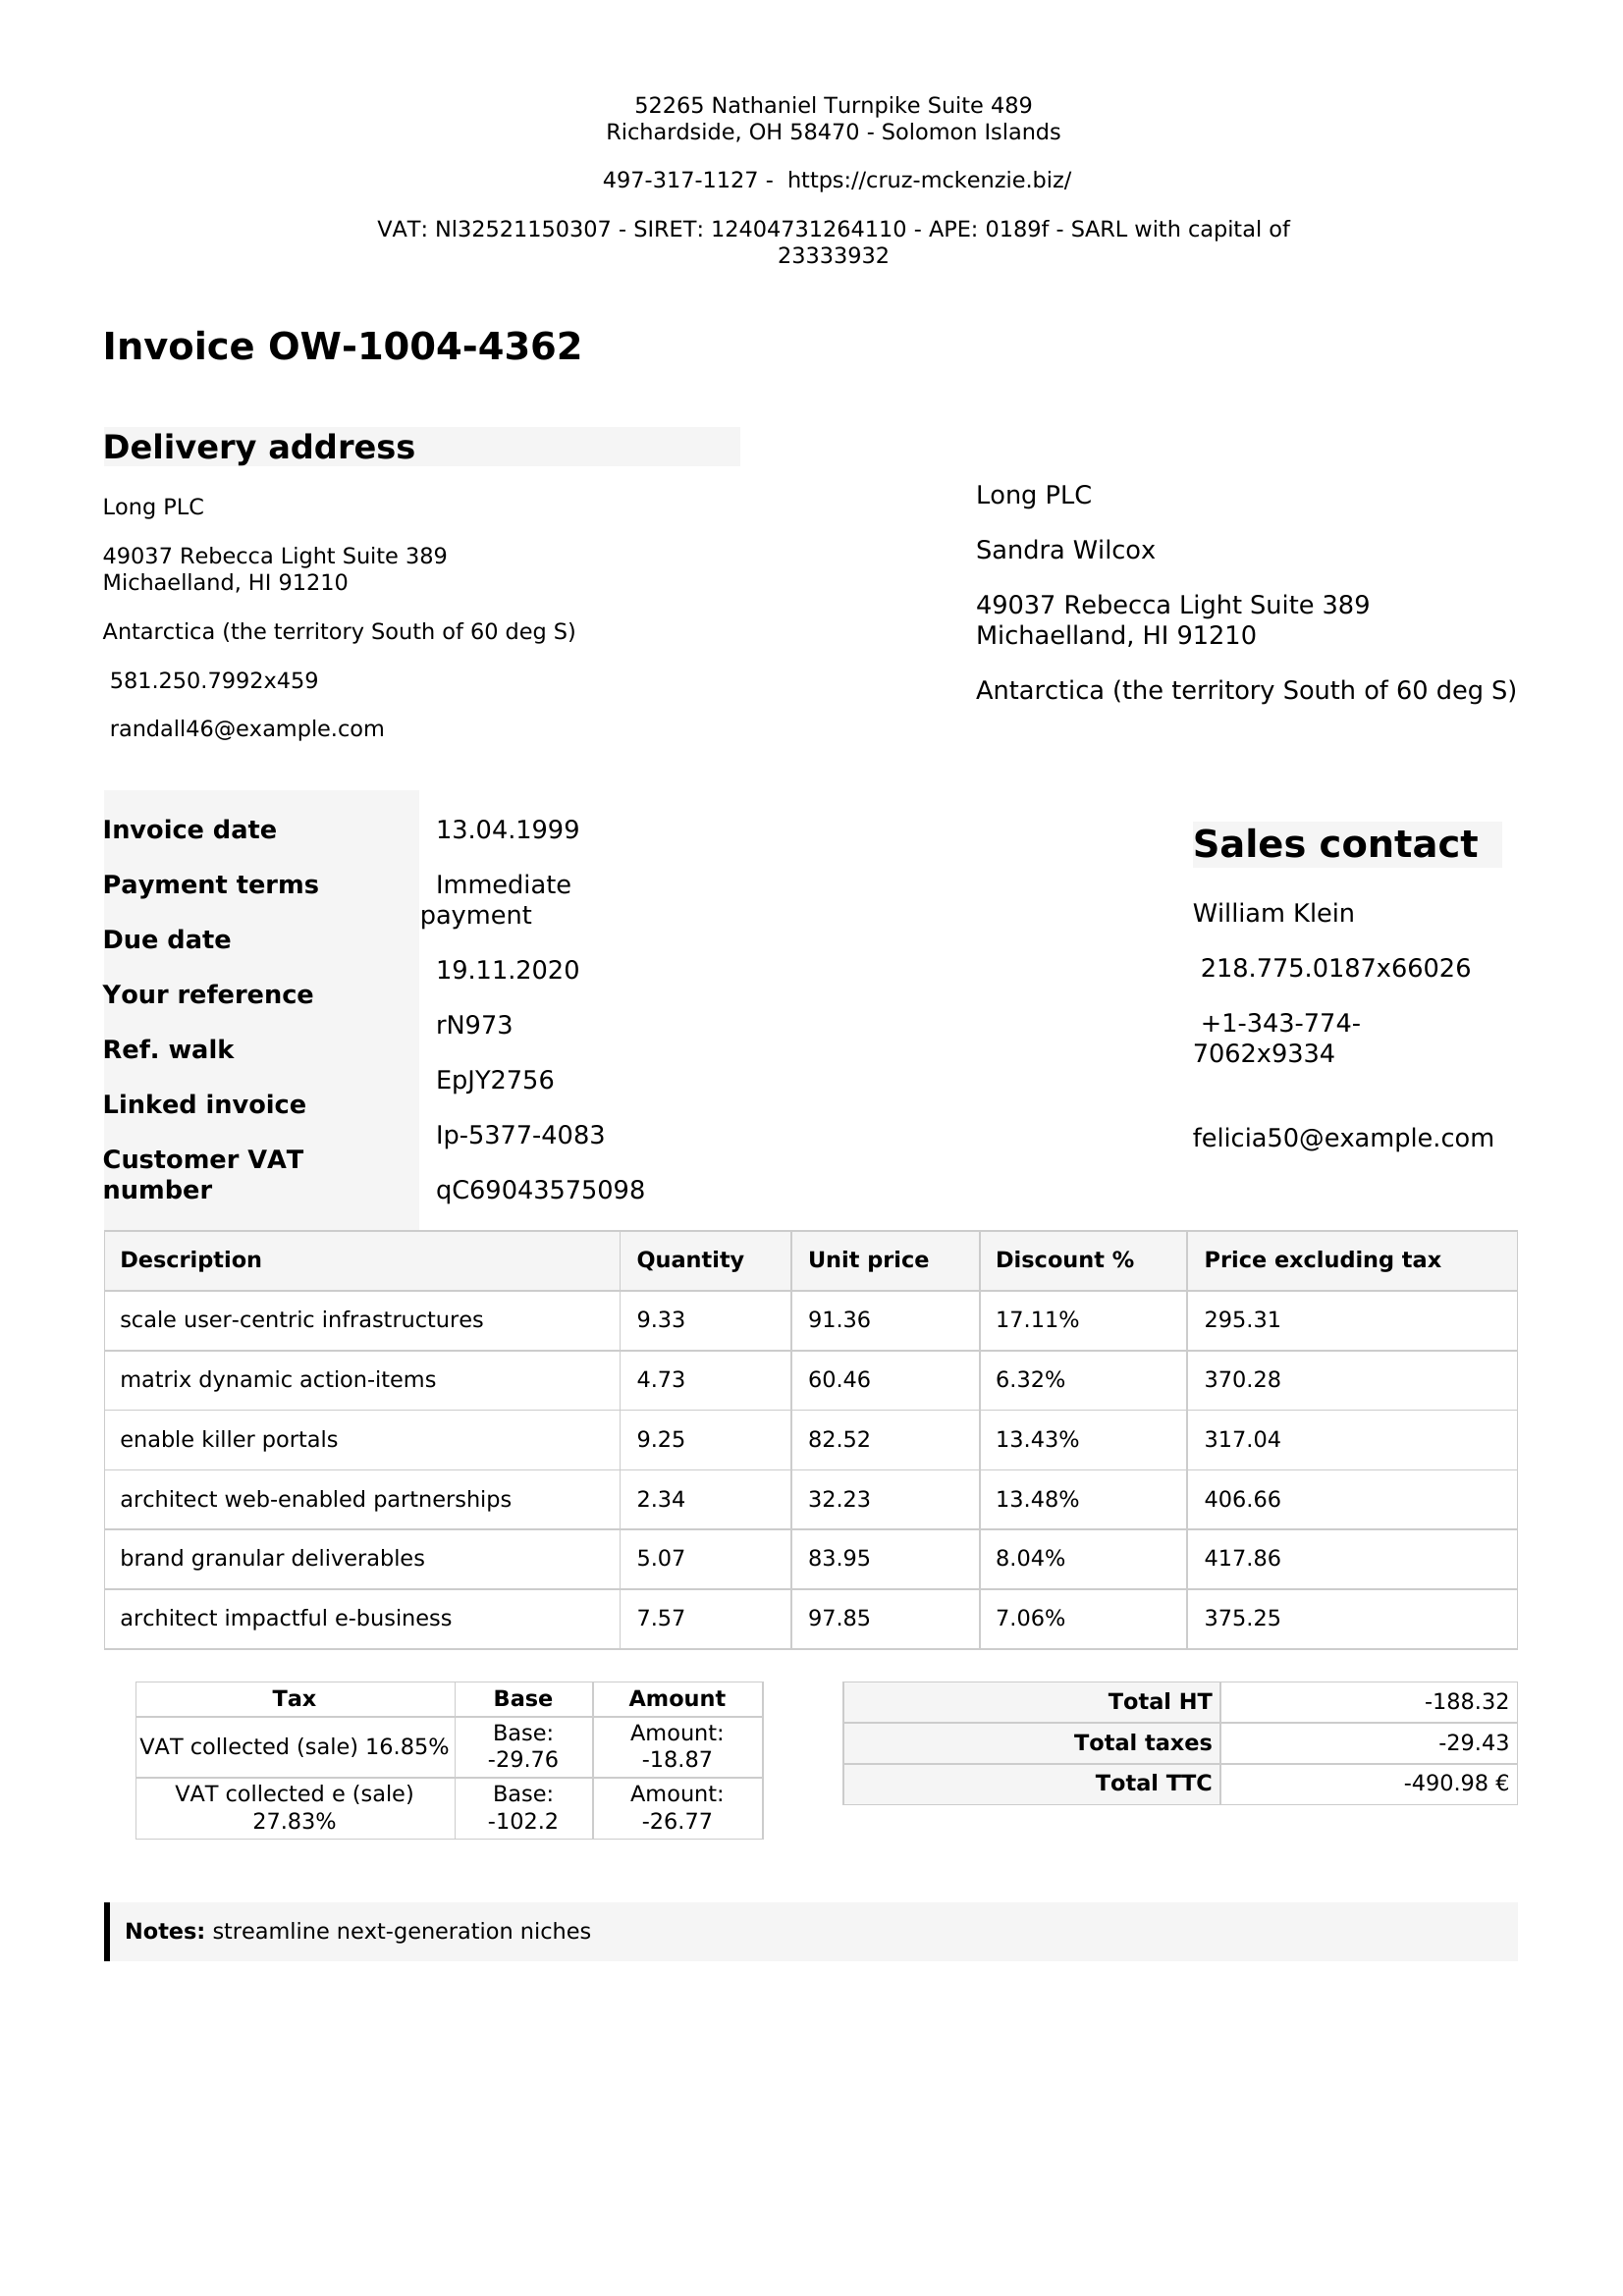 52265 Nathaniel Turnpike Suite 489
Richardside, OH 58470 - Solomon Islands
497-317-1127 -  https://cruz-mckenzie.biz/
VAT: Nl32521150307 - SIRET: 12404731264110 - APE: 0189f - SARL with capital of
23333932
Invoice OW-1004-4362
Delivery address
Long PLC
49037 Rebecca Light Suite 389
Michaelland, HI 91210
Antarctica (the territory South of 60 deg S)
581.250.7992x459
randall46@example.com
Long PLC
Sandra Wilcox
49037 Rebecca Light Suite 389
Michaelland, HI 91210
Antarctica (the territory South of 60 deg S)
Invoice date
Payment terms
Due date
Your reference
Ref. walk
Linked invoice
Customer VAT
number
13.04.1999
Immediate
payment
19.11.2020
rN973
EpJY2756
Ip-5377-4083
qC69043575098
Sales contact
William Klein
218.775.0187x66026
+1-343-774-
7062x9334
felicia50@example.com
Description Quantity Unit price Discount % Price excluding tax
scale user-centric infrastructures 9.33 91.36 17.11% 295.31
matrix dynamic action-items 4.73 60.46 6.32% 370.28
enable killer portals 9.25 82.52 13.43% 317.04
architect web-enabled partnerships 2.34 32.23 13.48% 406.66
brand granular deliverables 5.07 83.95 8.04% 417.86
architect impactful e-business 7.57 97.85 7.06% 375.25
Tax Base Amount
VAT collected (sale) 16.85% Base: -29.76 Amount: -18.87
VAT collected e (sale) 27.83% Base: -102.2 Amount: -26.77
Total HT -188.32
Total taxes -29.43
Total TTC -490.98 €
Notes: streamline next-generation niches